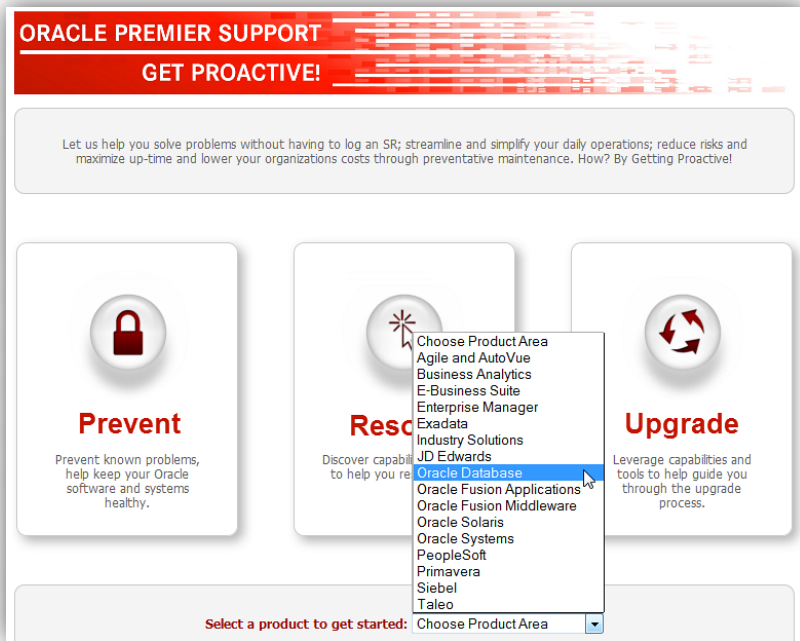 ORACLE PREMIER SUPPORT
GET PROACTIVE!
Let us help you solve problems without having to log an SR; streamline and simplify your daily operations; reduce risks and
maximize up-time and lower your organizations costs through preventative maintenance. How? By Getting Proactive!
Prevent
Prevent known problems,
help keep your Oracle
software and systems
healthy.
Reso
Discover capabili
to help you re
Upgrade
Leverage capabilities and
tools to help guide you
through the upgrade
process.
Choose Product Area
Agile and AutoVue
Business Analytics
E-Business Suite
Enterprise Manager
Exadata
Industry Solutions
JD Edwards
Oracle Database
Oracle Fusion Applications
Oracle Fusion Middleware
Oracle Solaris
Oracle Systems
PeopleSoft
Primavera
Siebel
Taleo
Select a product to get started: Choose Product Area